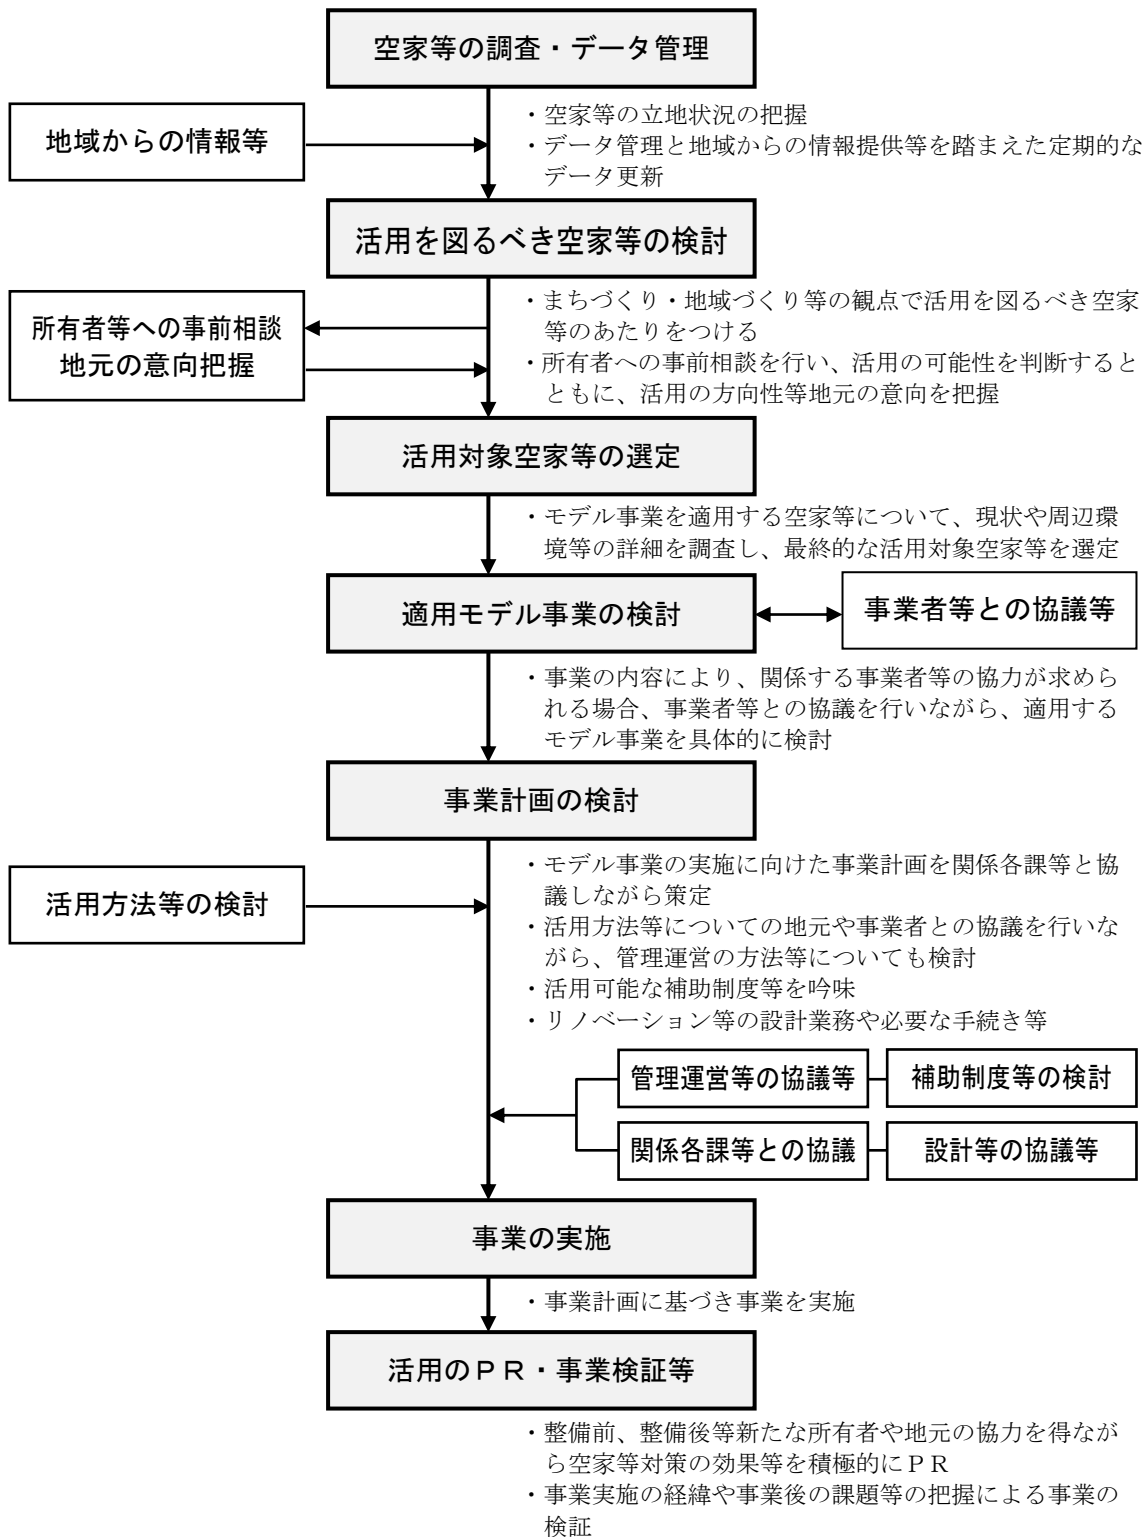 空家等の調査・データ管理
地域からの情報等
・空家等の立地状況の把握
・データ管理と地域からの情報提供等を踏まえた定期的な
データ更新
活用を図るべき空家等の検討
所有者等への事前相談
地元の意向把握
・まちづくり・地域づくり等の観点で活用を図るべき空家
等のあたりをつける
・所有者への事前相談を行い、活用の可能性を判断すると
ともに、活用の方向性等地元の意向を把握
活用対象空家等の選定
・モデル事業を適用する空家等について、現状や周辺環
境等の詳細を調査し、最終的な活用対象空家等を選定
適用モデル事業の検討
事業者等との協議等
・事業の内容により、関係する事業者等の協力が求めら
れる場合、事業者等との協議を行いながら、適用する
モデル事業を具体的に検討
事業計画の検討
活用方法等の検討
・モデル事業の実施に向けた事業計画を関係各課等と協
議しながら策定
・活用方法等についての地元や事業者との協議を行いな
がら、管理運営の方法等についても検討
・活用可能な補助制度等を吟味
・リノベーション等の設計業務や必要な手続き等
管理運営等の協議等
補助制度等の検討
関係各課等との協議
設計等の協議等
事業の実施
・事業計画に基づき事業を実施
活用のＰＲ・事業検証等
・整備前、整備後等新たな所有者や地元の協力を得なが
ら空家等対策の効果等を積極的にＰＲ
・事業実施の経緯や事業後の課題等の把握による事業の
検証